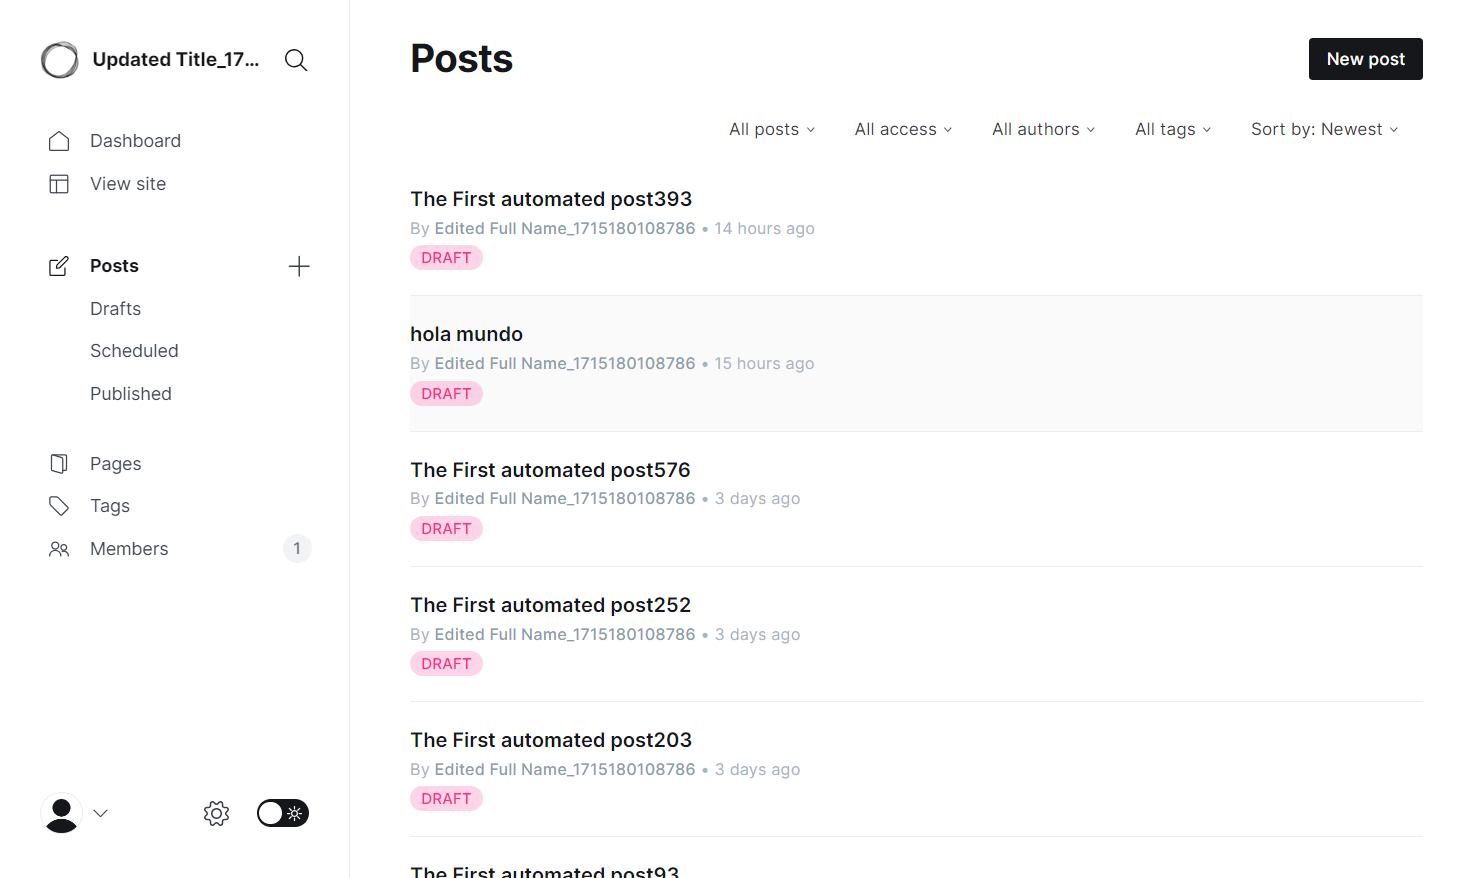 Updated Title_17...
Dashboard
View site
Posts
Drafts
Scheduled
Published
Pages
Tags
Members
1
Posts
New post
All posts
All access
All authors
All tags
Sort by: Newest
The First automated post393
By Edited Full Name_1715180108786 • 14 hours ago
DRAFT
hola mundo
By Edited Full Name_1715180108786 • 15 hours ago
DRAFT
The First automated post576
By Edited Full Name_1715180108786 • 3 days ago
DRAFT
The First automated post252
By Edited Full Name_1715180108786 • 3 days ago
DRAFT
The First automated post203
By Edited Full Name_1715180108786 • 3 days ago
DRAFT
The First automated post93